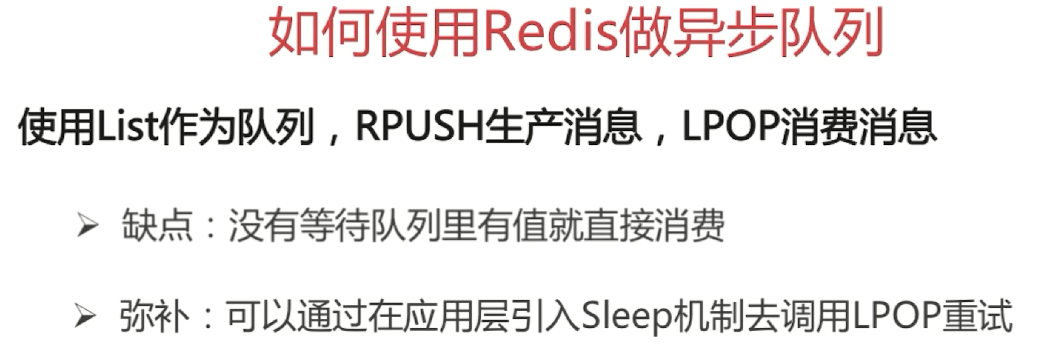 如何使用Redis做异步队列
使用List作为队列，RPUSH生产消息，LPOP消费消息
➢ 缺点：没有等待队列里有值就直接消费
➢ 弥补：可以通过在应用层引入Sleep机制去调用LPOP重试